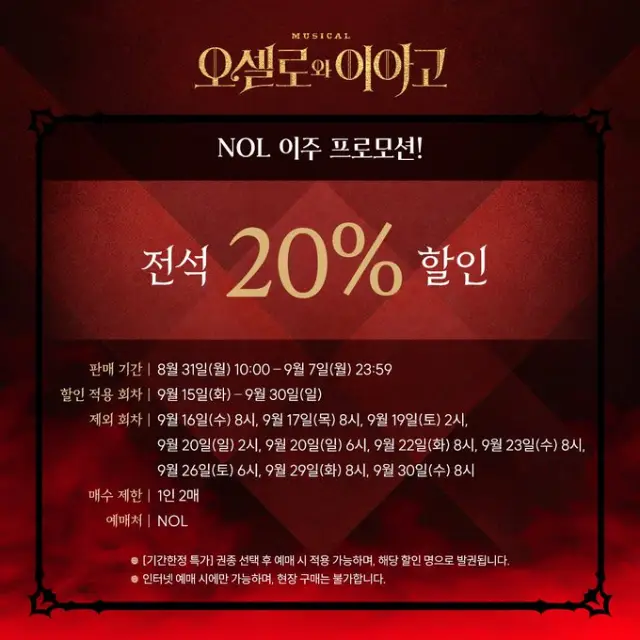 MUSICAL
오셀로와 이아고
NOL 이주 프로모션!
전석 20% 할인
판매 기간 | 8월 31일(월) 10:00 – 9월 7일(월) 23:59
할인 적용 회차 | 9월 15일(화) – 9월 30일(일)
제외 회차 | 9월 16일(수) 8시, 9월 17일(목) 8시, 9월 19일(토) 2시,
9월 20일(일) 2시, 9월 20일(일) 6시, 9월 22일(화) 8시, 9월 23일(수) 8시,
9월 26일(토) 6시, 9월 29일(화) 8시, 9월 30일(수) 8시
매수 제한 | 1인 2매
예매처 | NOL
[기간한정 특가] 권종 선택 후 예매 시 적용 가능하며, 해당 할인 명으로 발권됩니다.
인터넷 예매 시에만 가능하며, 현장 구매는 불가합니다.